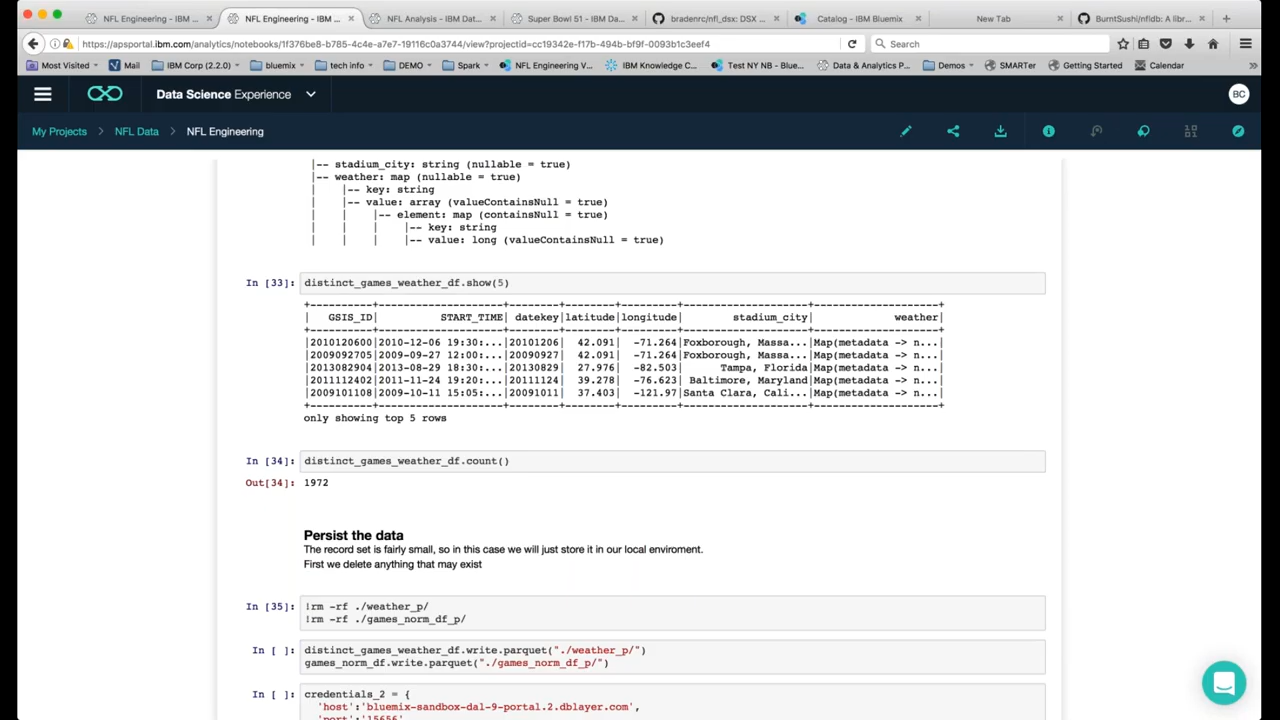 NFL Engineering - IBM ...
NFL Engineering - IBM ...
NFL Analysis - IBM Dat...
Super Bowl 51 - IBM Da...
bradenrc/nfl_dsx: DSX ...
Catalog - IBM Bluemix
New Tab
BurntSushi/nfldb: A librar...
https://apsportal.ibm.com/analytics/notebooks/1f376be8-b785-4c4e-a7e7-19116c0a3744/view?projectid=cc19342e-f17b-494b-bf9f-0093b1c3eef4
Search
Most Visited
Mail
IBM Corp (2.2.0)
bluemix
tech info
DEMO
Spark
NFL Engineering V...
IBM Knowledge C...
Test NY NB - Blue...
Data & Analytics P...
Demos
SMARTer
Getting Started
Calendar
Data Science Experience
BC
My Projects > NFL Data > NFL Engineering
|-- stadium_city: string (nullable = true)
|-- weather: map (nullable = true)
| |-- key: string
| |-- value: array (valueContainsNull = true)
| | |-- element: map (containsNull = true)
| | | |-- key: string
| | | |-- value: long (valueContainsNull = true)
In [33]: distinct_games_weather_df.show(5)
+----------+--------------------+--------+--------+---------+--------------------+--------------------+
| GSIS_ID| START_TIME| datekey|latitude|longitude| stadium_city| weather|
+----------+--------------------+--------+--------+---------+--------------------+--------------------+
|2010120600|2010-12-06 19:30:...|20101206| 42.091| -71.264|Foxborough, Massa...|Map(metadata -> n...|
|2009092705|2009-09-27 12:00:...|20090927| 42.091| -71.264|Foxborough, Massa...|Map(metadata -> n...|
|2013082904|2013-08-29 18:30:...|20130829| 27.976| -82.503| Tampa, Florida|Map(metadata -> n...|
|2011112402|2011-11-24 19:20:...|20111124| 39.278| -76.623| Baltimore, Maryland|Map(metadata -> n...|
|2009101108|2009-10-11 15:05:...|20091011| 37.403| -121.97|Santa Clara, Cali...|Map(metadata -> n...|
+----------+--------------------+--------+--------+---------+--------------------+--------------------+
only showing top 5 rows
In [34]: distinct_games_weather_df.count()
Out[34]: 1972
Persist the data
The record set is fairly small, so in this case we will just store it in our local enviroment.
First we delete anything that may exist
In [35]: !rm -rf ./weather_p/
!rm -rf ./games_norm_df_p/
In [ ]: distinct_games_weather_df.write.parquet("./weather_p/")
games_norm_df.write.parquet("./games_norm_df_p/")
In [ ]: credentials_2 = {
'host':'bluemix-sandbox-dal-9-portal.2.dblayer.com',
'port':'15656',